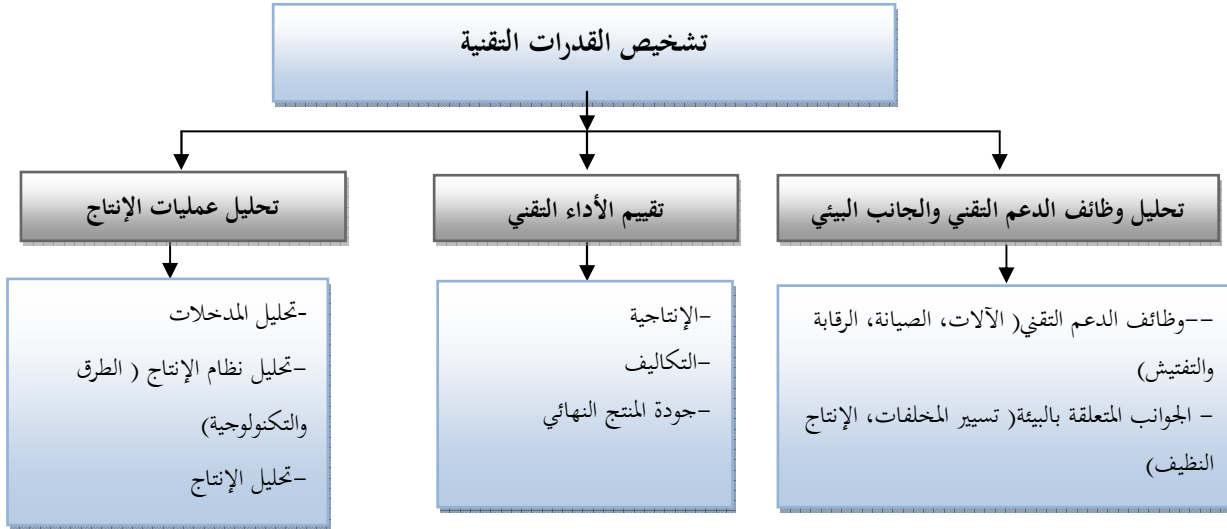 تشخيص القدرات التقنية
تحليل وظائف الدعم التقني والجانب البيئي
تقييم الأداء التقني
تحليل عمليات الإنتاج
--وظائف الدعم التقني( الآلات، الصيانة، الرقابة
والتفتيش)
- الجوانب المتعلقة بالبيئة( تسيير المخلفات، الإنتاج
النظيف)
-الإنتاجية
-التكاليف
-جودة المنتج النهائي
-تحليل المدخلات
-تحليل نظام الإنتاج ( الطرق
والتكنولوجية)
-تحليل الإنتاج